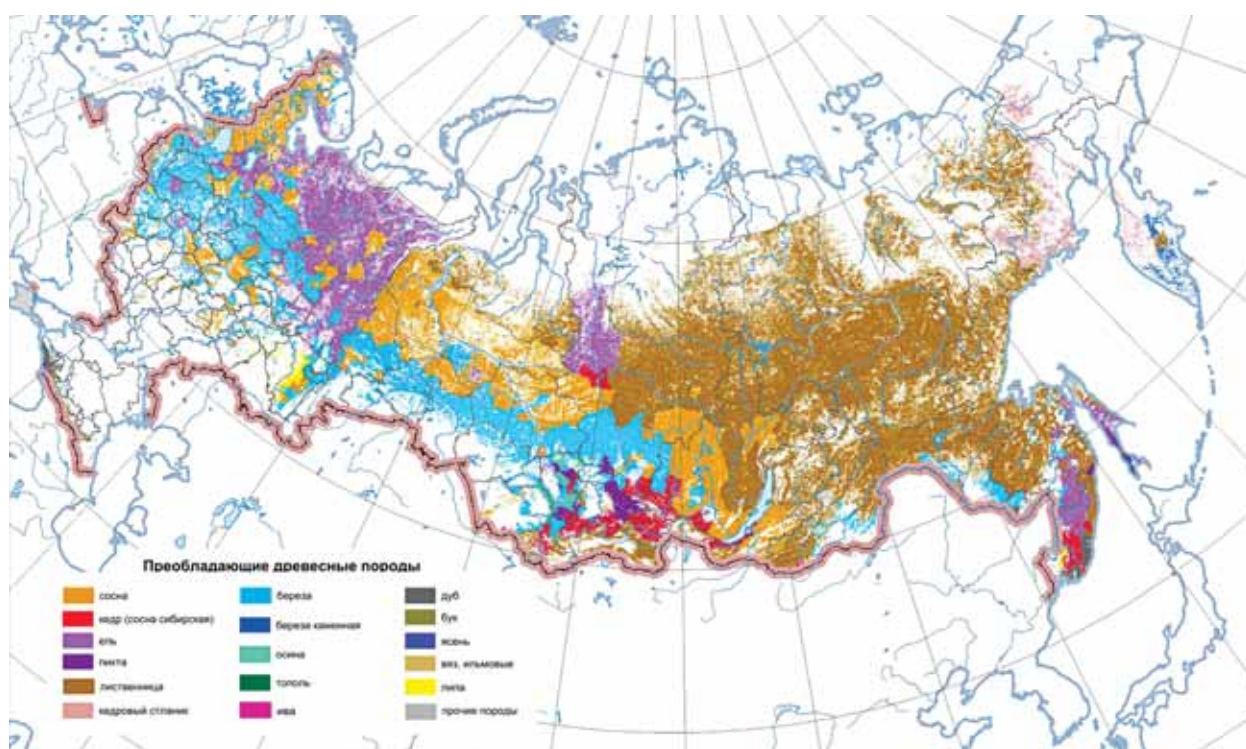 Преобладающие древесные породы
сосна
кедр (сосна сибирская)
ель
пихта
лиственница
кедровый стланик
береза
береза каменная
осина
тополь
ива
дуб
бук
ясень
вяз, ильмовые
липа
прочие породы